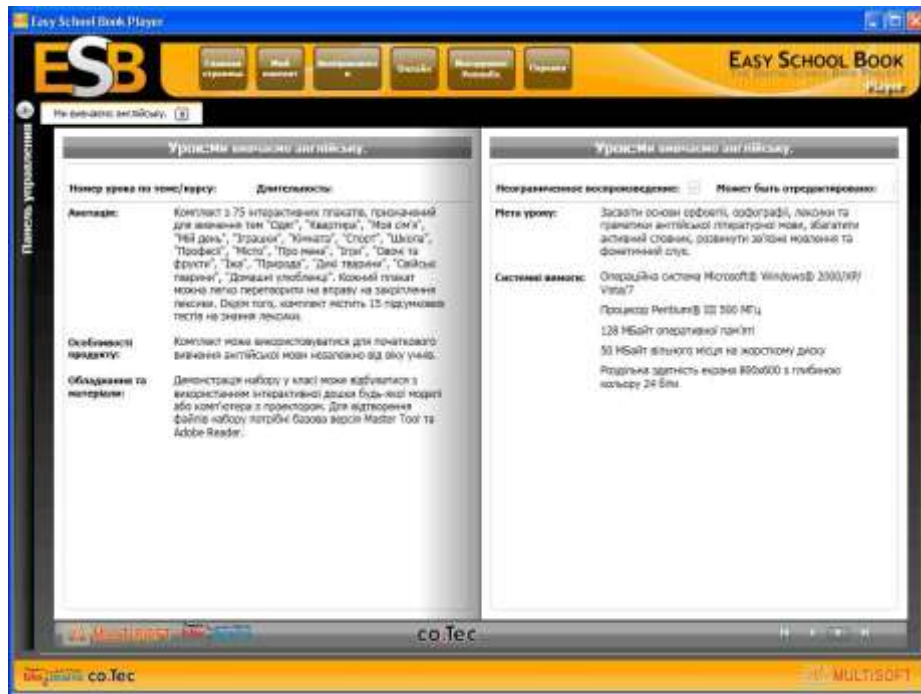 Easy School Book Player
ESB
Главная страница
Мой контент
Онлайн
Справка
EASY SCHOOL BOOK
Player
Ми вивчаємо англійську.
Панель управления
Урок:Ми вивчаємо англійську.
Номер урока по теме/курсу: Длительность:
Анотація:
Комплект з 75 інтерактивних плакатів, призначений
для вивчення тем "Одяг", "Квартира", "Моя сім'я",
"Мій день", "Іграшки", "Кімната", "Спорт", "Школа",
"Професії", "Місто", "Про мене", "Ігри", "Овочі та
фрукти", "Їжа", "Природа", "Дикі тварини", "Свійські
тварини", "Домашні улюбленці". Кожний плакат
можна легко перетворити на вправу на закріплення
лексики. Окрім того, комплект містить 15 підсумкових
тестів на знання лексики.
Особливості продукту:
Комплект може використовуватися для початкового
вивчення англійської мови незалежно від віку учнів.
Обладнання та матеріали:
Демонстрація набору у класі може відбуватися з
використанням інтерактивної дошки будь-якої моделі
або комп'ютера з проектором. Для відтворення
файлів набору потрібні базова версія Master Tool та
Adobe Reader.
Урок:Ми вивчаємо англійську.
Неограниченное воспроизведение: Может быть отредактировано:
Мета уроку:
Засвоїти основи орфоепії, орфографії, лексики та
граматики англійської літературної мови, збагатити
активний словник, розвинути зв'язне мовлення та
фонетичний слух.
Системні вимоги:
Операційна система Microsoft® Windows® 2000/XP/
Vista/7
Процесор Pentium® III 500 МГц
128 МБайт оперативної пам'яті
50 МБайт вільного місця на жорсткому диску
Роздільна здатність екрана 800x600 з глибиною
кольору 24 біти
MULTISOFT
co.Tec
co.Tec
MULTISOFT